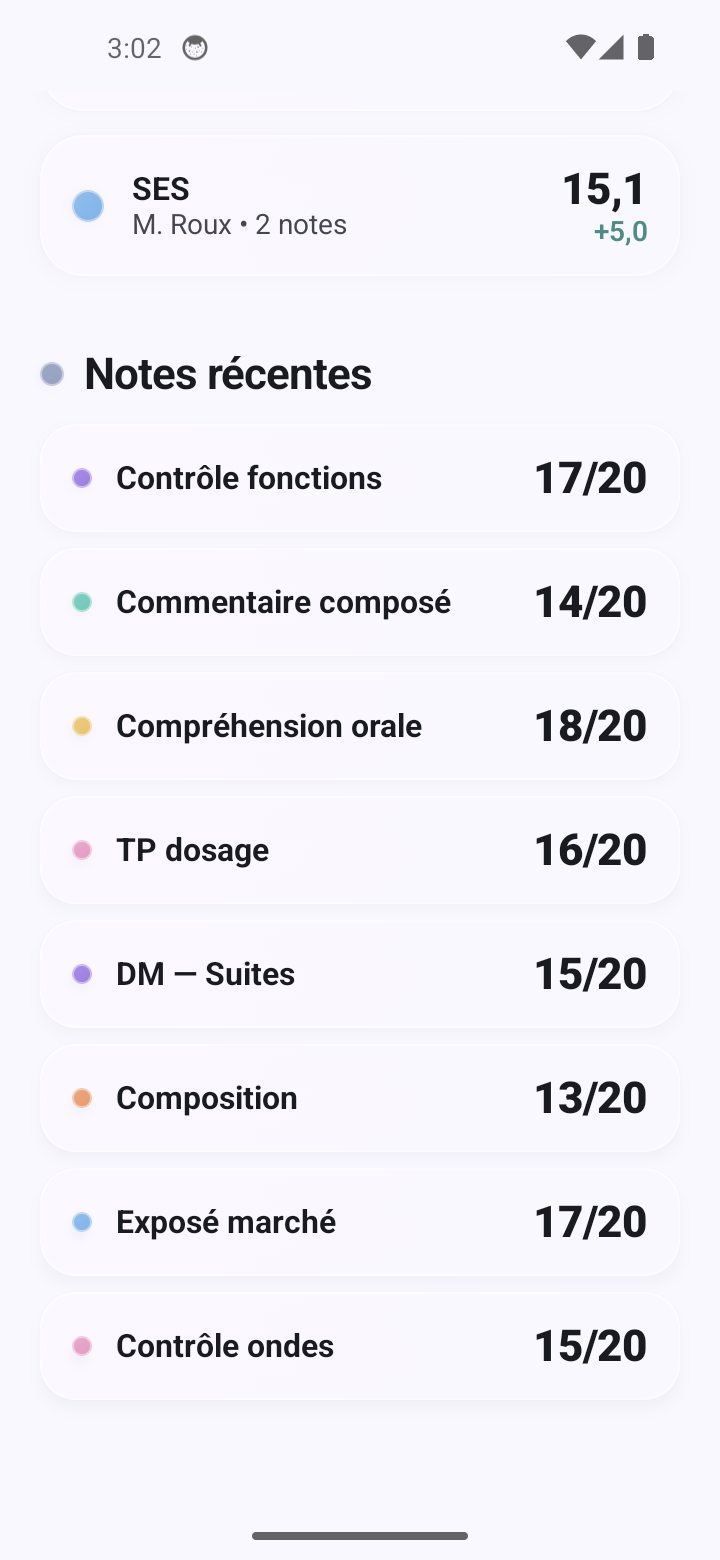 3:02
SES
15,1
M. Roux • 2 notes
+5,0
Notes récentes
Contrôle fonctions
17/20
Commentaire composé
14/20
Compréhension orale
18/20
TP dosage
16/20
DM — Suites
15/20
Composition
13/20
Exposé marché
17/20
Contrôle ondes
15/20